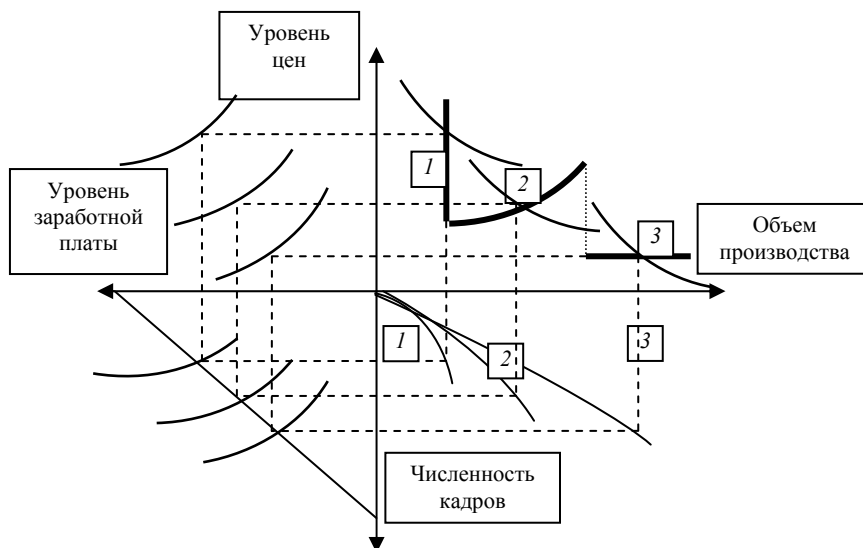 Уровень
цен
1
2
Уровень
заработной
платы
3
Объем
производства
1
2
3
Численность
кадров